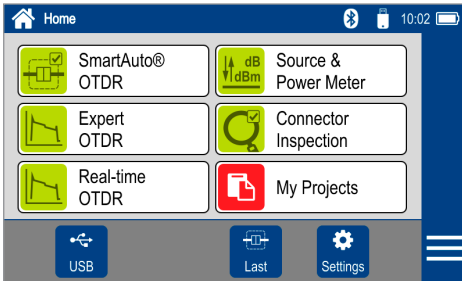 Home
10:02
SmartAuto®
OTDR
dB
dBm
Source &
Power Meter
Expert
OTDR
Connector
Inspection
Real-time
OTDR
My Projects
USB
Last
Settings